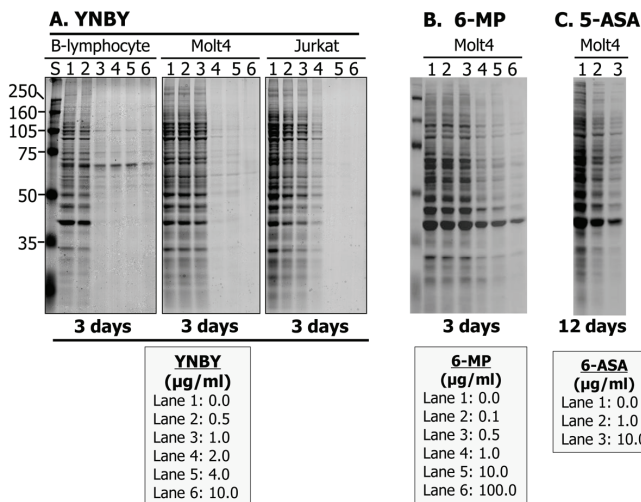 A. YNBY
B. 6-MP
C. 5-ASA
B-lymphocyte Molt4 Jurkat
Molt4
Molt4
S 1 2 3 4 5 6
1 2 3 4 5 6
1 2 3 4 5 6
1 2 3 4 5 6
1 2 3
250
160
105
75
50
35
3 days 3 days 3 days
3 days
12 days
YNBY
(µg/ml)
Lane 1: 0.0
Lane 2: 0.5
Lane 3: 1.0
Lane 4: 2.0
Lane 5: 4.0
Lane 6: 10.0
6-MP
(µg/ml)
Lane 1: 0.0
Lane 2: 0.1
Lane 3: 0.5
Lane 4: 1.0
Lane 5: 10.0
Lane 6: 100.0
6-ASA
(µg/ml)
Lane 1: 0.0
Lane 2: 1.0
Lane 3: 10.0